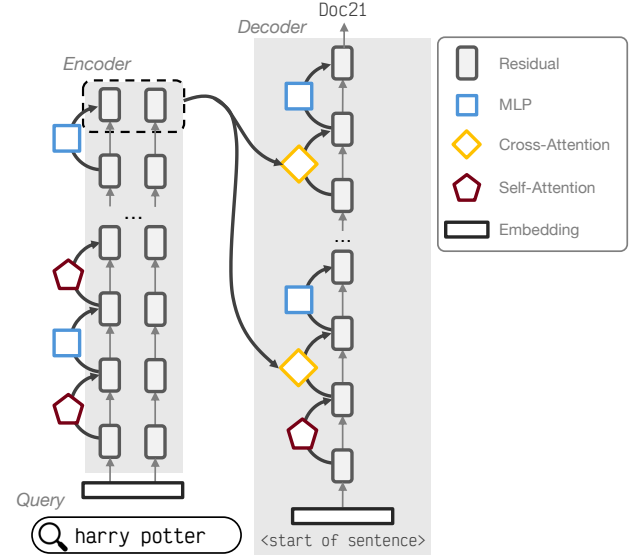 Doc21
Decoder
Encoder
Residual
MLP
Cross-Attention
Self-Attention
Embedding
...
...
Query
harry potter
<start of sentence>